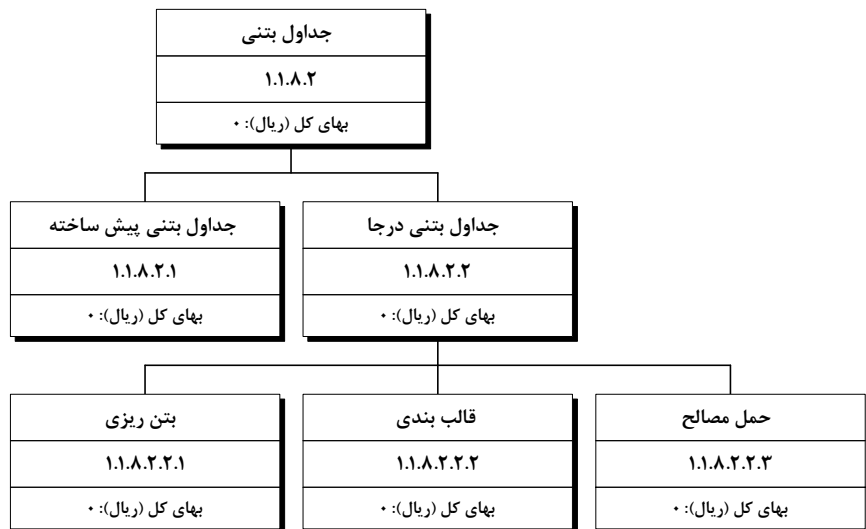 جداول بتنی
۱.۱.۸.۲
بهای کل (ریال): ۰
جداول بتنی پیش ساخته
۱.۱.۸.۲.۱
بهای کل (ریال): ۰
جداول بتنی درجا
۱.۱.۸.۲.۲
بهای کل (ریال): ۰
بتن ریزی
۱.۱.۸.۲.۲.۱
بهای کل (ریال): ۰
قالب بندی
۱.۱.۸.۲.۲.۲
بهای کل (ریال): ۰
حمل مصالح
۱.۱.۸.۲.۲.۳
بهای کل (ریال): ۰